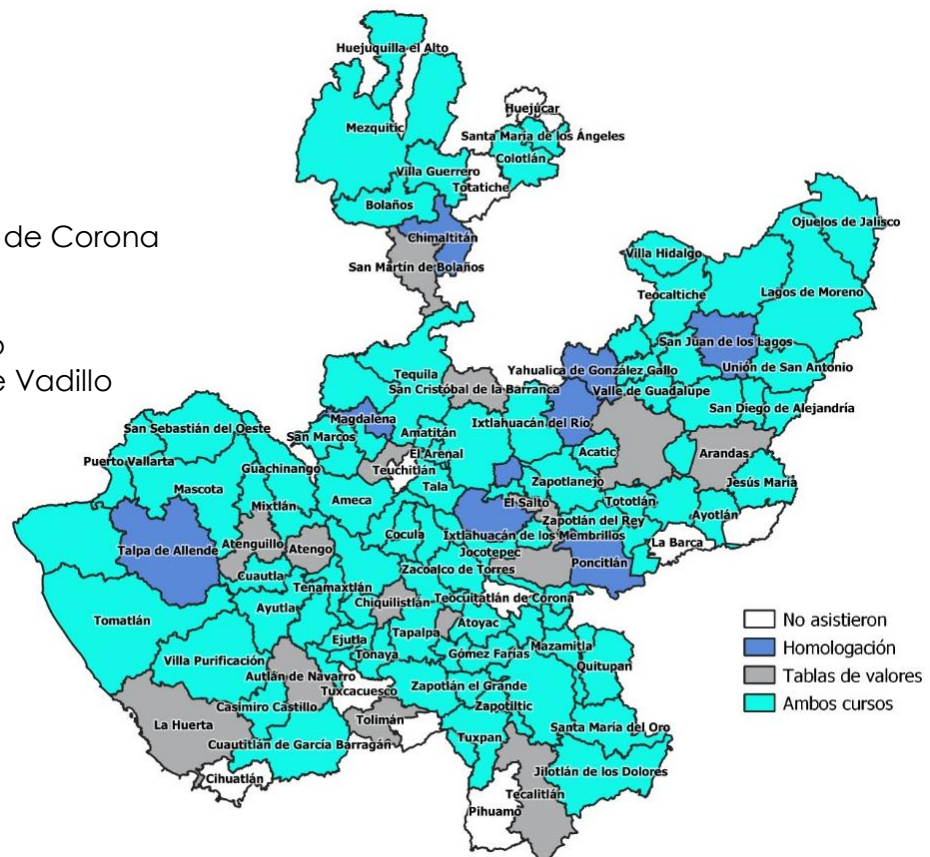 de Corona
o
e Vadillo
Huejuquilla el Alto
Huejúcar
Mezquitic
Santa María de los Ángeles
Colotlán
Villa Guerrero
Totatiche
Bolaños
Chimaltitán
San Martín de Bolaños
Ojuelos de Jalisco
Villa Hidalgo
Teocaltiche
Lagos de Moreno
San Juan de los Lagos
Yahualica de González Gallo
Unión de San Antonio
Tequila
San Cristóbal de la Barranca
Valle de Guadalupe
San Diego de Alejandría
Magdalena
Ixtlahuacán del Río
San Sebastián del Oeste
San Marcos
Amatitán
Acatic
Arandas
El Arenal
Puerto Vallarta
Guachinango
Teuchitlán
Tala
Zapotlanejo
Jesús María
Mascota
Ameca
Mixtlán
El Salto
Tototlán
Ayotlán
Zapotlán del Rey
Atenguillo
Atengo
Cocula
Ixtlahuacán de los Membrillos
La Barca
Talpa de Allende
Jocotepec
Poncitlán
Cuautla
Zacoalco de Torres
Tenamaxtlán
Teocuitatlán de Corona
Chiquilistlán
Tomatlán
Ayutla
Atoyac
Tapalpa
Ejutla
Mazamitla
Tonaya
Gómez Farías
Villa Purificación
Quitupan
Autlán de Navarro
Zapotlán el Grande
Tuxcacuesco
Casimiro Castillo
Zapotiltic
La Huerta
Tolimán
Santa María del Oro
Tuxpan
Cuautitlán de García Barragán
Jilotlán de los Dolores
Cihuatlán
Tecalitlán
Pihuamo
No asistieron
Homologación
Tablas de valores
Ambos cursos